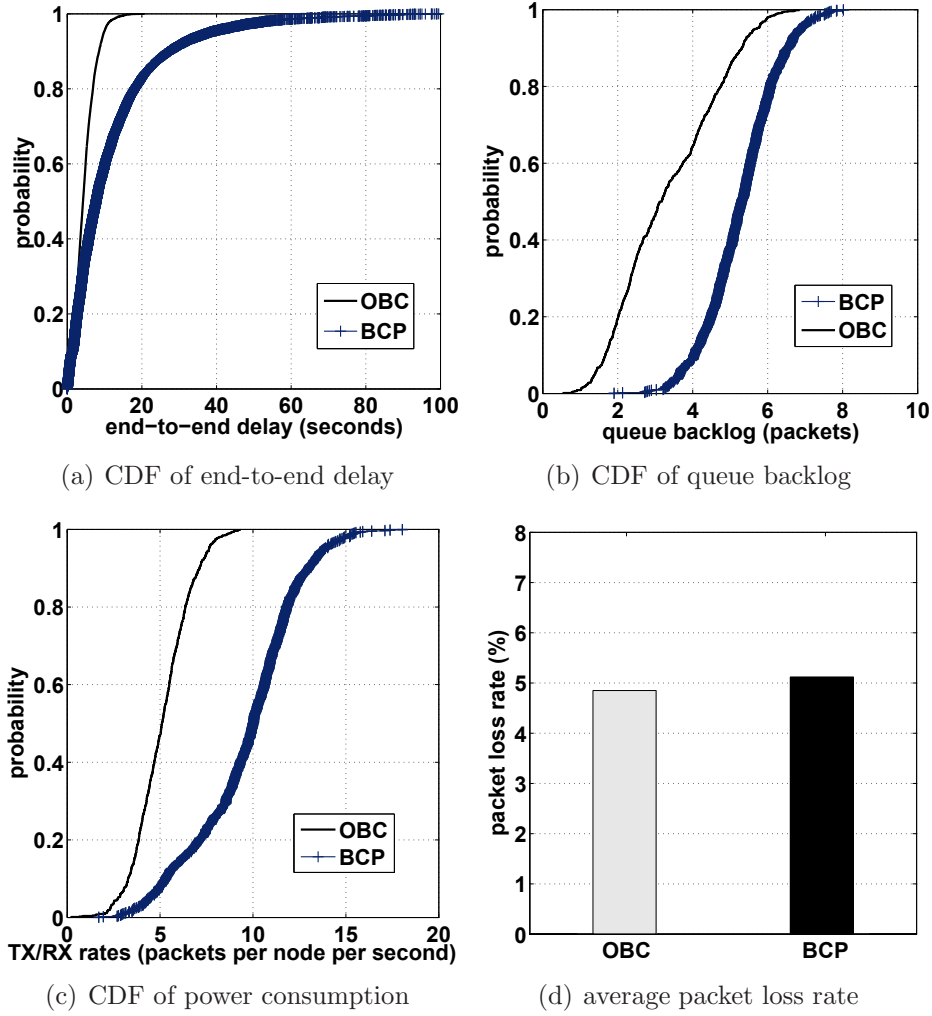 1
0.8
0.6
0.4
0.2
0
probability
OBC
BCP
0 20 40 60 80 100
end−to−end delay (seconds)
(a) CDF of end-to-end delay
1
0.8
0.6
0.4
0.2
0
probability
BCP
OBC
0 2 4 6 8 10
queue backlog (packets)
(b) CDF of queue backlog
1
0.8
0.6
0.4
0.2
0
probability
OBC
BCP
0 5 10 15 20
TX/RX rates (packets per node per second)
(c) CDF of power consumption
8
7
6
5
4
3
2
1
0
packet loss rate (%)
OBC BCP
(d) average packet loss rate